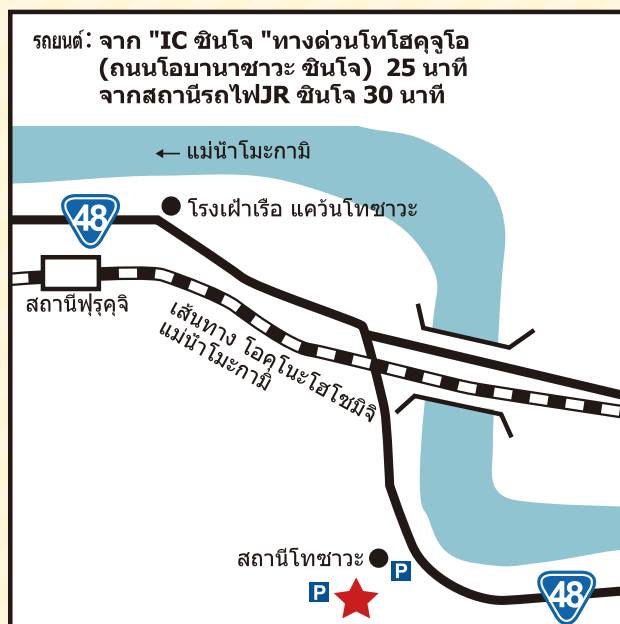 รถยนต์: จาก "IC ซินโจ "ทางด่วนโทโฮคุจูโอ
(ถนนโอบานาซาวะ ซินโจ) 25 นาที
จากสถานีรถไฟJR ซินโจ 30 นาที
← แม่น้ำโมะกามิ
48
โรงเฝ้าเรือ แคว้นโทซาวะ
สถานีฟุรุคุจิ
เส้นทาง โอคุโนะโฮโซมิจิ
แม่น้ำโมะกามิ
สถานีโทซาวะ
P
P
48